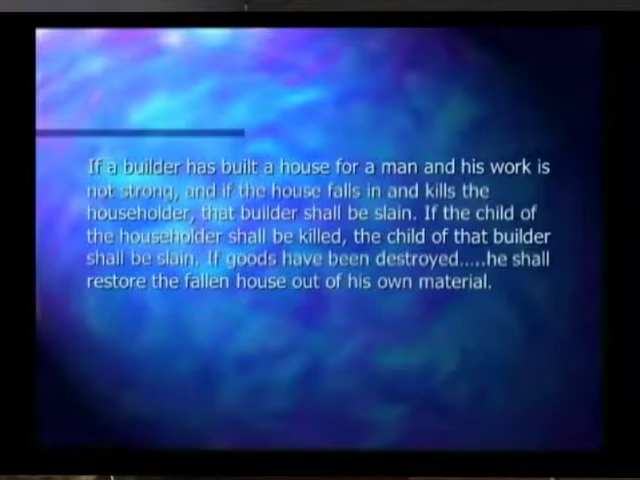 If a builder has built a house for a man and his work is
not strong, and if the house falls in and kills the
householder, that builder shall be slain. If the child of
the householder shall be killed, the child of that builder
shall be slain. If goods have been destroyed.....he shall
restore the fallen house out of his own material.